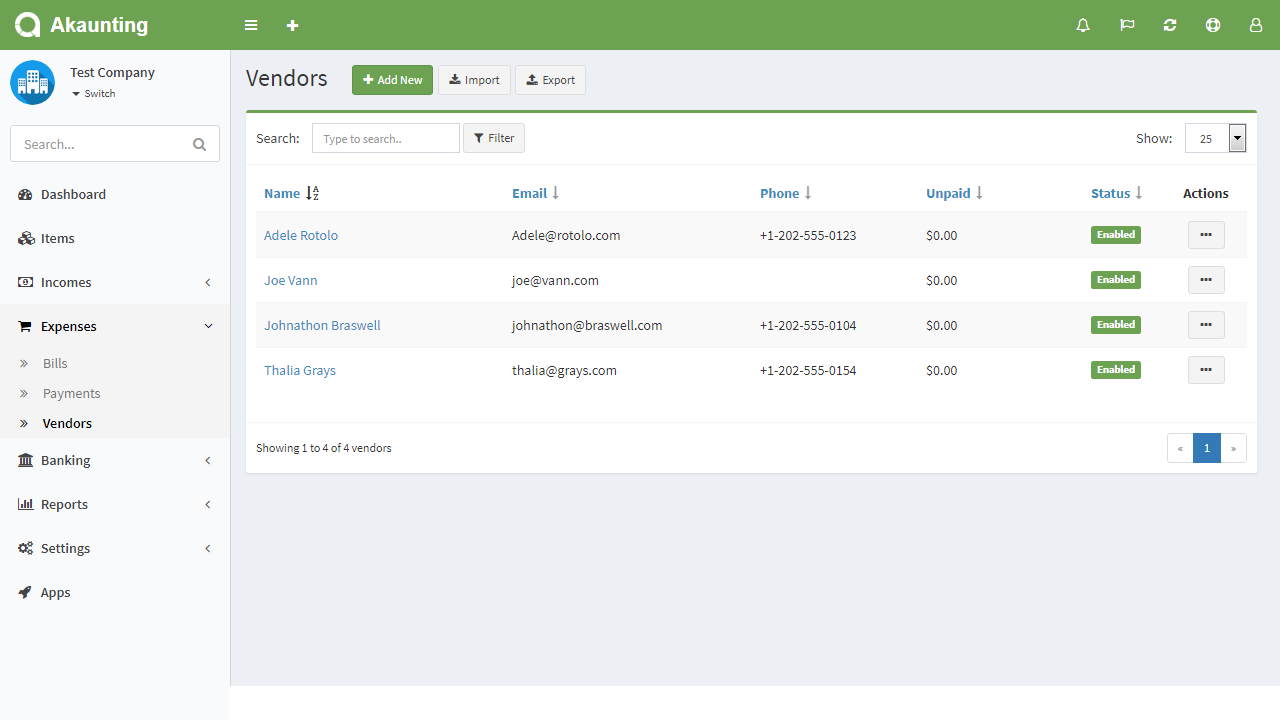 Akaunting
Test Company
Switch
Search...
Dashboard
Items
Incomes
Expenses
Bills
Payments
Vendors
Banking
Reports
Settings
Apps
Vendors Add New Import Export
Search: Type to search.. Filter Show: 25
Name Email Phone Unpaid Status Actions
Adele Rotolo Adele@rotolo.com +1-202-555-0123 $0.00 Enabled
Joe Vann joe@vann.com $0.00 Enabled
Johnathon Braswell johnathon@braswell.com +1-202-555-0104 $0.00 Enabled
Thalia Grays thalia@grays.com +1-202-555-0154 $0.00 Enabled
Showing 1 to 4 of 4 vendors « 1 »